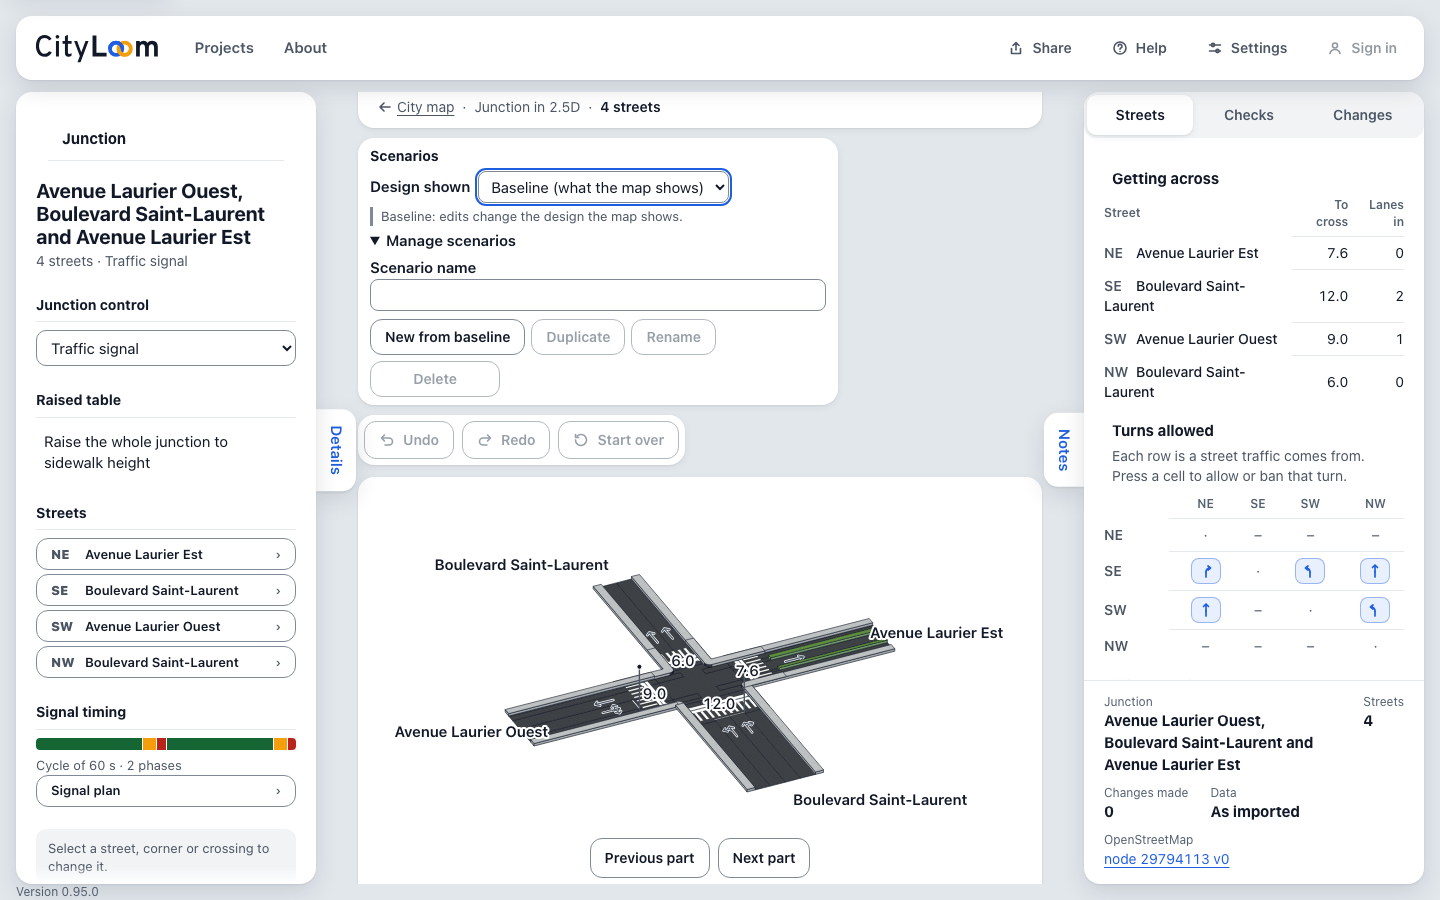 CityLoom
Projects
About
Share
Help
Settings
Sign in
Junction
Avenue Laurier Ouest,
Boulevard Saint-Laurent
and Avenue Laurier Est
4 streets · Traffic signal
Junction control
Traffic signal
Raised table
Raise the whole junction to
sidewalk height
Streets
NE Avenue Laurier Est ›
SE Boulevard Saint-Laurent ›
SW Avenue Laurier Ouest ›
NW Boulevard Saint-Laurent ›
Signal timing
Cycle of 60 s · 2 phases
Signal plan ›
Select a street, corner or crossing to
change it.
Version 0.95.0
Details
← City map · Junction in 2.5D · 4 streets
Scenarios
Design shown Baseline (what the map shows)
Baseline: edits change the design the map shows.
▼ Manage scenarios
Scenario name
New from baseline Duplicate Rename
Delete
Undo Redo Start over
Boulevard Saint-Laurent
Avenue Laurier Est
6.0
7.6
9.0
12.0
Avenue Laurier Ouest
Boulevard Saint-Laurent
Previous part Next part
Notes
Streets Checks Changes
Getting across
Street To cross Lanes in
NE Avenue Laurier Est 7.6 0
SE Boulevard Saint-
Laurent 12.0 2
SW Avenue Laurier Ouest 9.0 1
NW Boulevard Saint-
Laurent 6.0 0
Turns allowed
Each row is a street traffic comes from.
Press a cell to allow or ban that turn.
NE SE SW NW
NE · – – –
SE ·
SW – ·
NW – – – ·
Junction
Avenue Laurier Ouest,
Boulevard Saint-Laurent and
Avenue Laurier Est
Streets
4
Changes made
0
Data
As imported
OpenStreetMap
node 29794113 v0